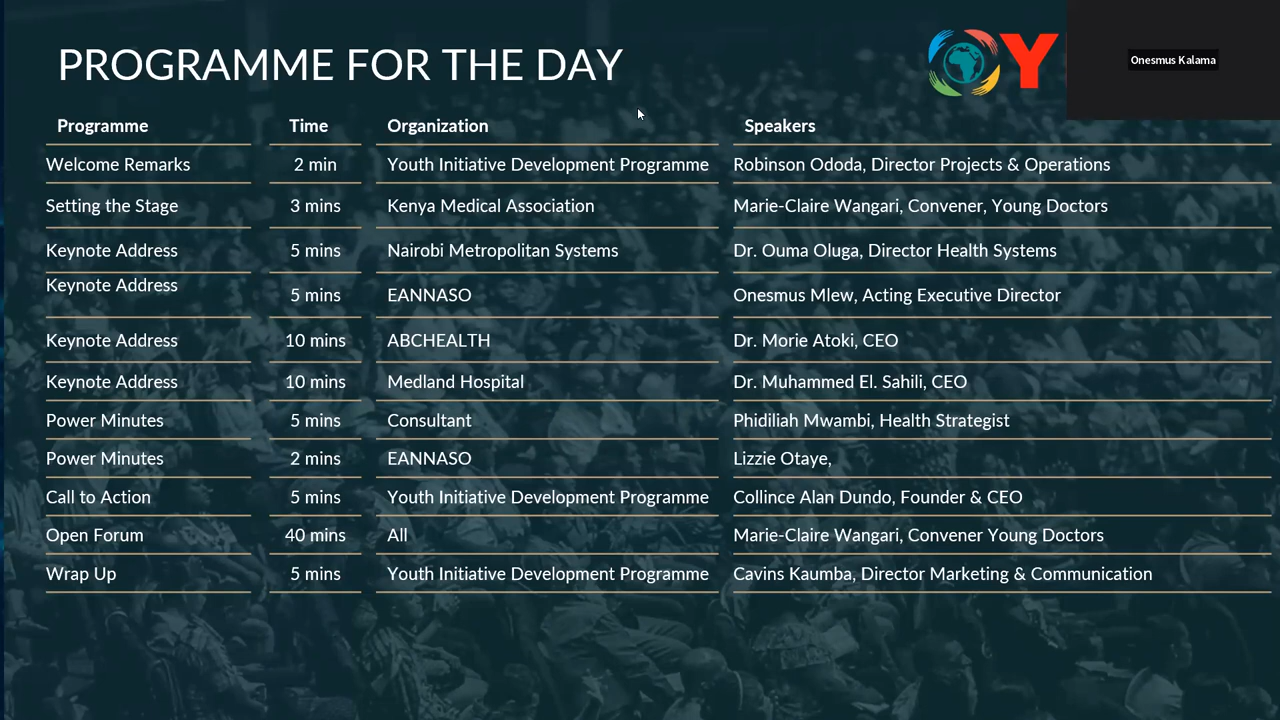 PROGRAMME FOR THE DAY
Y
Onesmus Kalama
Programme Time Organization Speakers
Welcome Remarks 2 min Youth Initiative Development Programme Robinson Ododa, Director Projects & Operations
Setting the Stage 3 mins Kenya Medical Association Marie-Claire Wangari, Convener, Young Doctors
Keynote Address 5 mins Nairobi Metropolitan Systems Dr. Ouma Oluga, Director Health Systems
Keynote Address 5 mins EANNASO Onesmus Mlew, Acting Executive Director
Keynote Address 10 mins ABCHEALTH Dr. Morie Atoki, CEO
Keynote Address 10 mins Medland Hospital Dr. Muhammed El. Sahili, CEO
Power Minutes 5 mins Consultant Phidiliah Mwambi, Health Strategist
Power Minutes 2 mins EANNASO Lizzie Otaye,
Call to Action 5 mins Youth Initiative Development Programme Collince Alan Dundo, Founder & CEO
Open Forum 40 mins All Marie-Claire Wangari, Convener Young Doctors
Wrap Up 5 mins Youth Initiative Development Programme Cavins Kaumba, Director Marketing & Communication